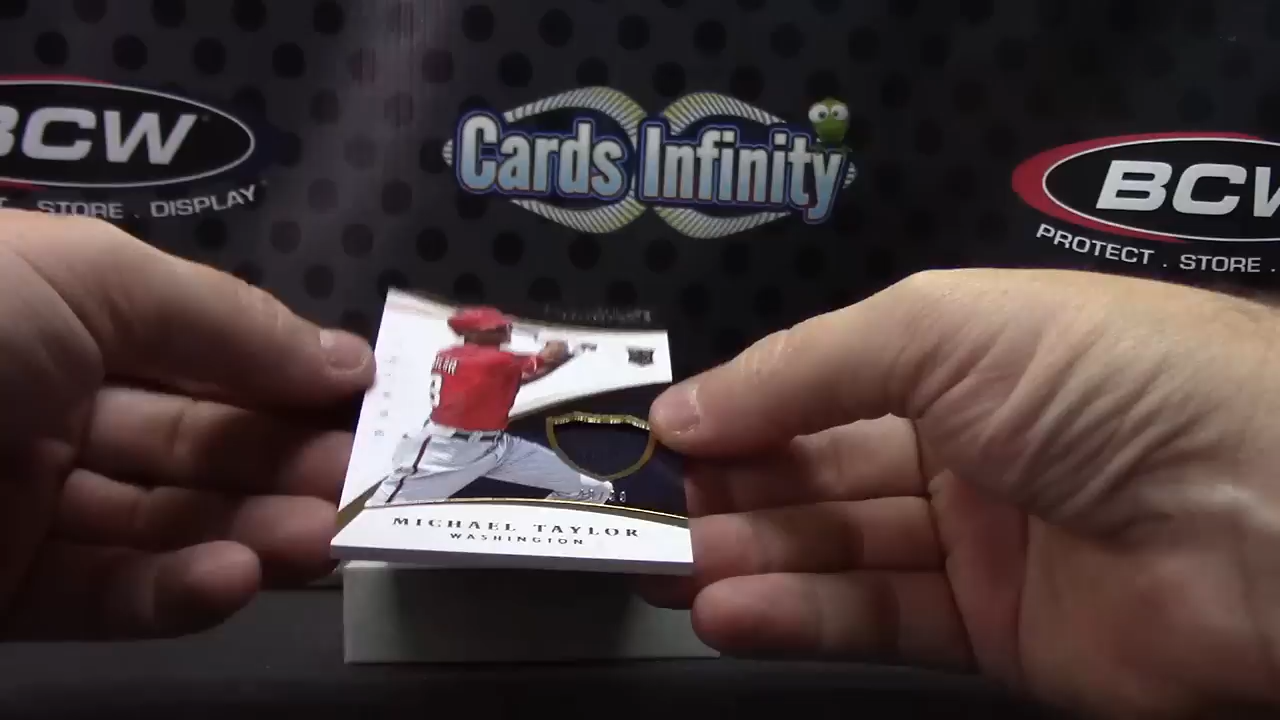 BCW
STORE . DISPLAY
Cards Infinity
BCW
PROTECT . STORE .
MICHAEL TAYLOR
WASHINGTON